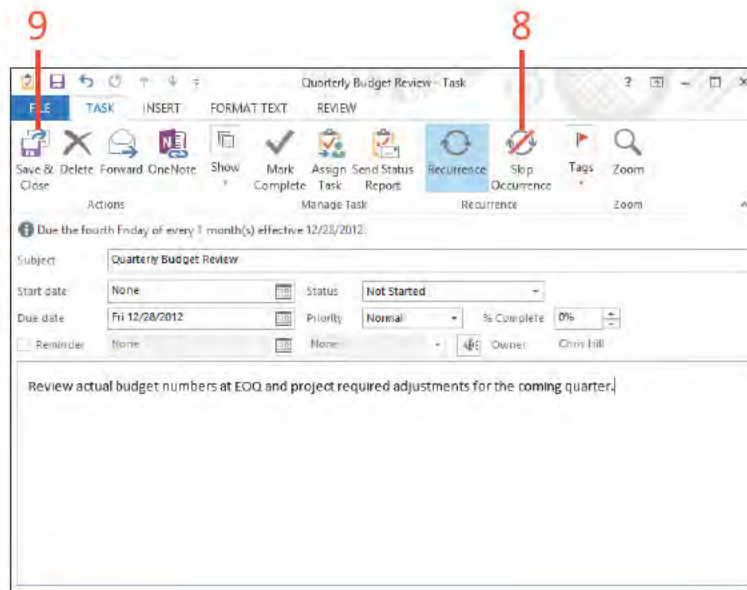 9 8
Quarterly Budget Review - Task
FILE TASK INSERT FORMAT TEXT REVIEW
Save & Delete Forward OneNote Show Mark Assign Send Status Recurrence Skip Tags Zoom
Close Complete Task Report Occurrence
Actions Manage Task Recurrence Zoom
Due the fourth Friday of every 1 month(s) effective 12/28/2012.
Subject Quarterly Budget Review
Start date None Status Not Started
Due date Fri 12/28/2012 Priority Normal % Complete 0%
Reminder None None Owner Chris Hill
Review actual budget numbers at EOQ and project required adjustments for the coming quarter.